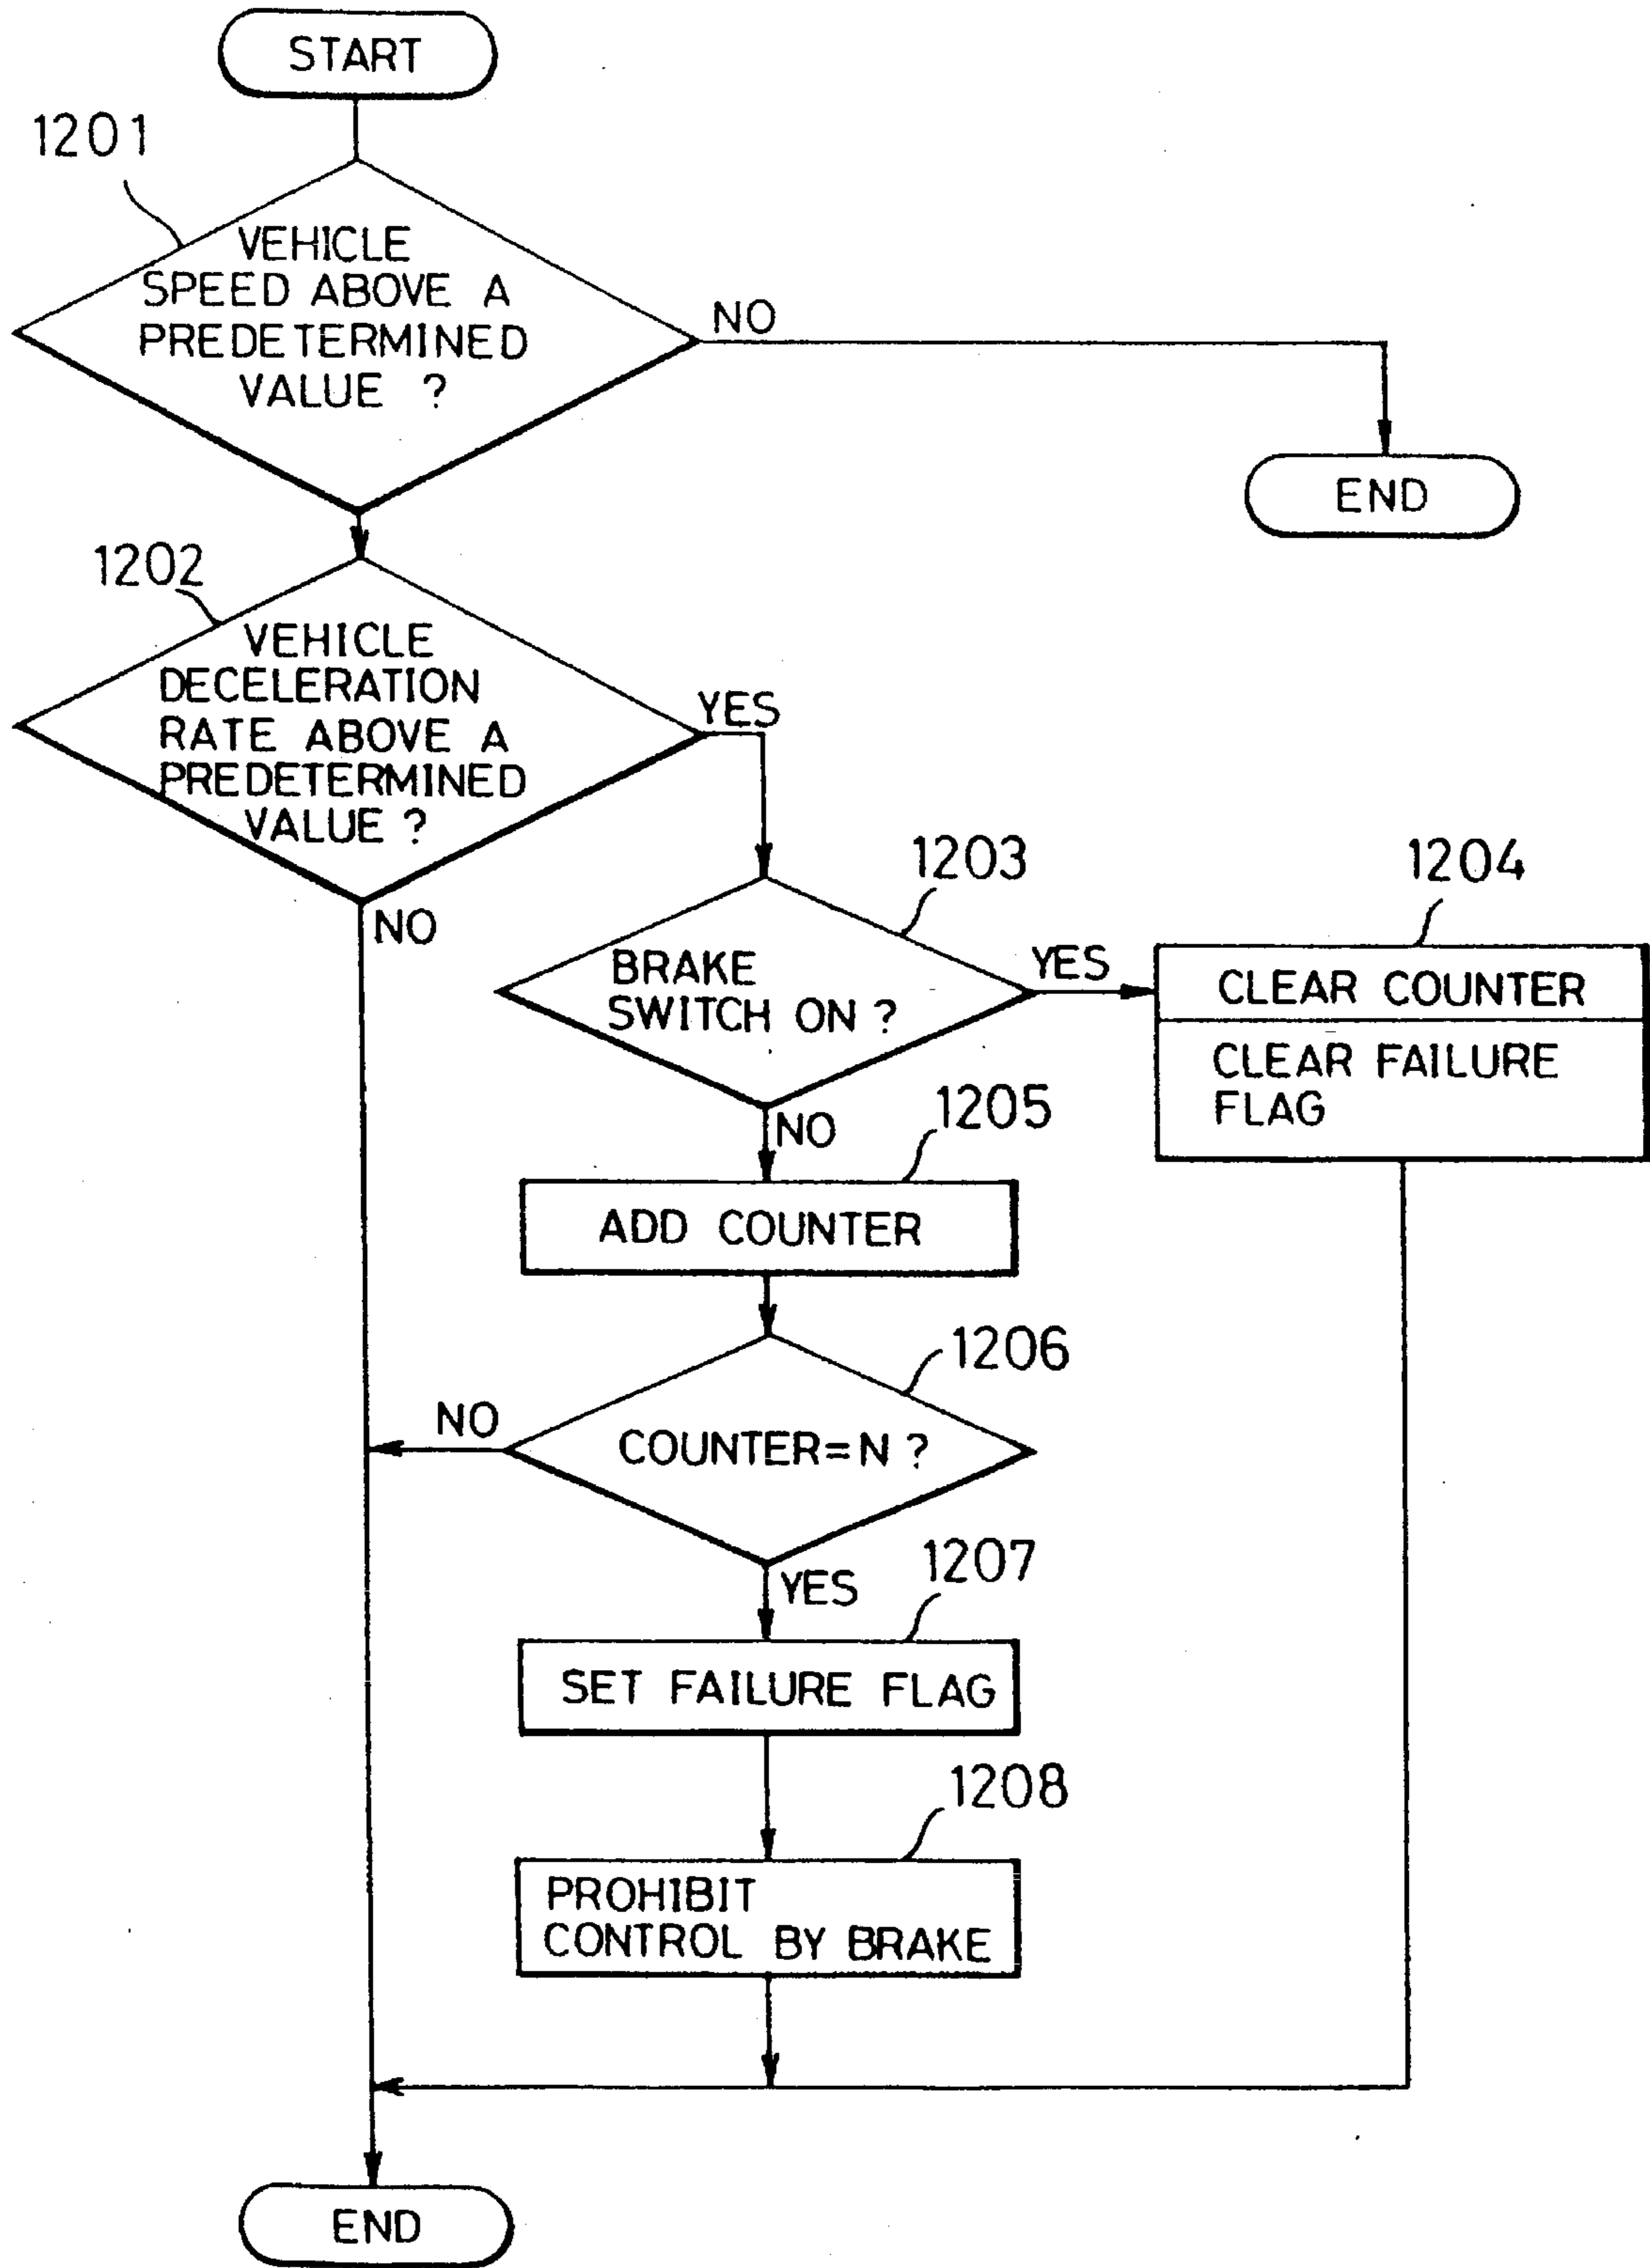 START
1201
VEHICLE
SPEED ABOVE A
PREDETERMINED
VALUE ?
NO
END
1202
VEHICLE
DECELERATION
RATE ABOVE A
PREDETERMINED
VALUE ?
YES
NO
1203
BRAKE
SWITCH ON ?
YES
1204
CLEAR COUNTER
CLEAR FAILURE
FLAG
NO
1205
ADD COUNTER
1206
COUNTER=N ?
NO
YES
1207
SET FAILURE FLAG
1208
PROHIBIT
CONTROL BY BRAKE
END